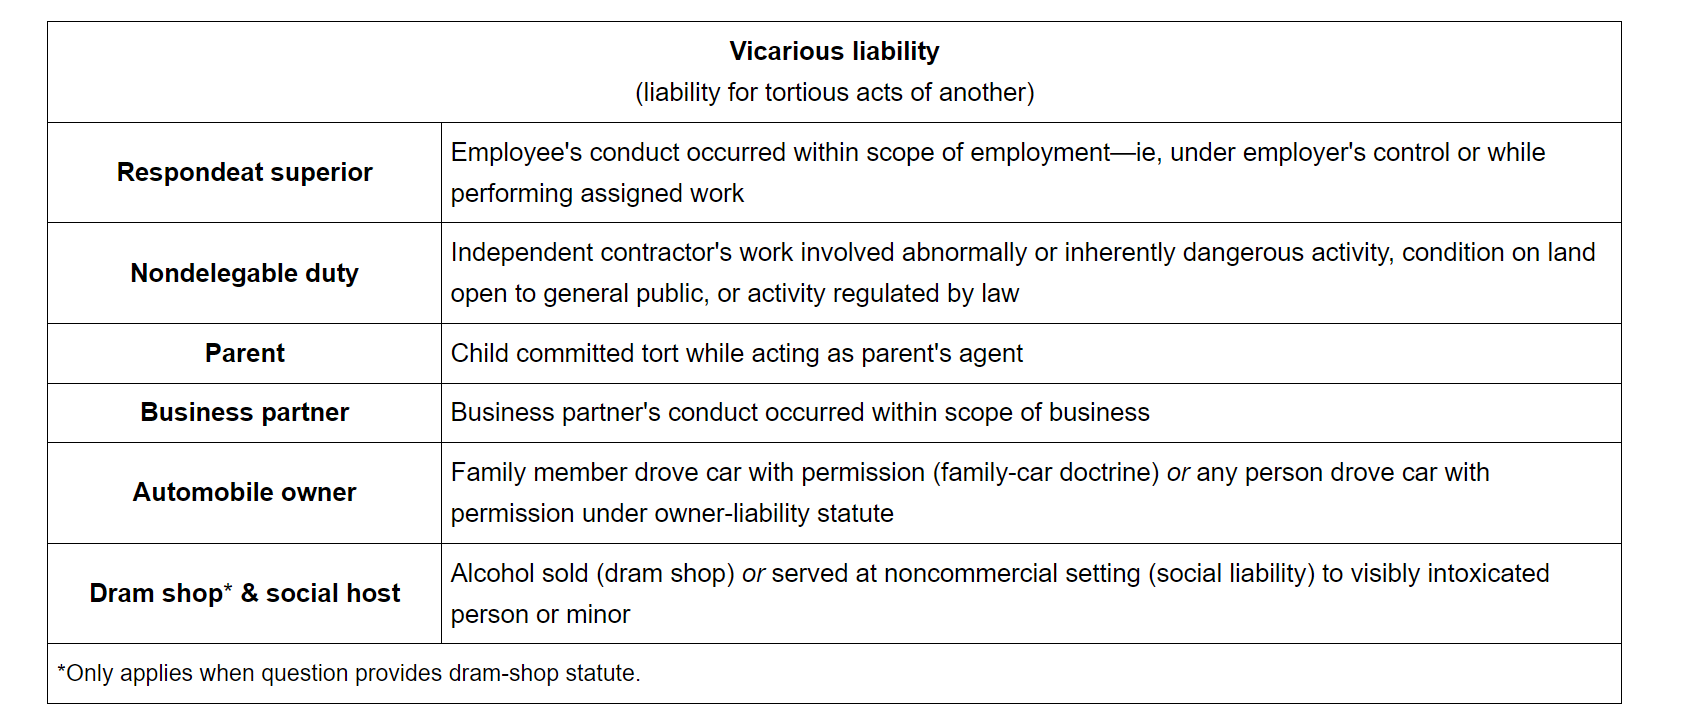 Vicarious liability
(liability for tortious acts of another)
Respondeat superior
Employee's conduct occurred within scope of employment—ie, under employer's control or while
performing assigned work
Nondelegable duty
Independent contractor's work involved abnormally or inherently dangerous activity, condition on land
open to general public, or activity regulated by law
Parent
Child committed tort while acting as parent's agent
Business partner
Business partner's conduct occurred within scope of business
Automobile owner
Family member drove car with permission (family-car doctrine) or any person drove car with
permission under owner-liability statute
Dram shop* & social host
Alcohol sold (dram shop) or served at noncommercial setting (social liability) to visibly intoxicated
person or minor
*Only applies when question provides dram-shop statute.